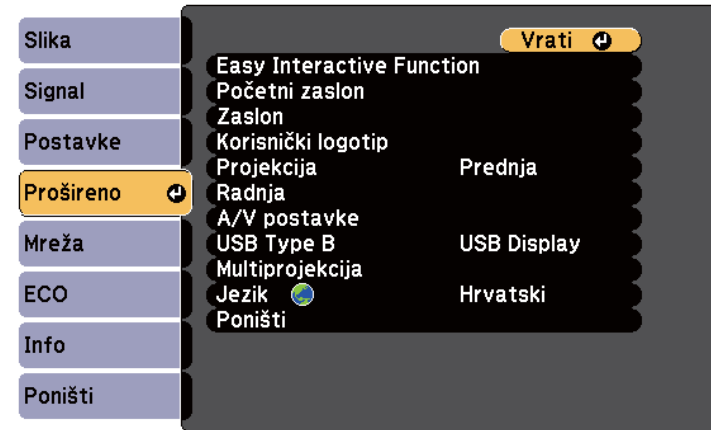 Slika
Signal
Postavke
Prošireno
Mreža
ECO
Info
Poništi
Vrati
Easy Interactive Function
Početni zaslon
Zaslon
Korisnički logotip
Projekcija Prednja
Radnja
A/V postavke
USB Type B USB Display
Multiprojekcija
Jezik Hrvatski
Poništi